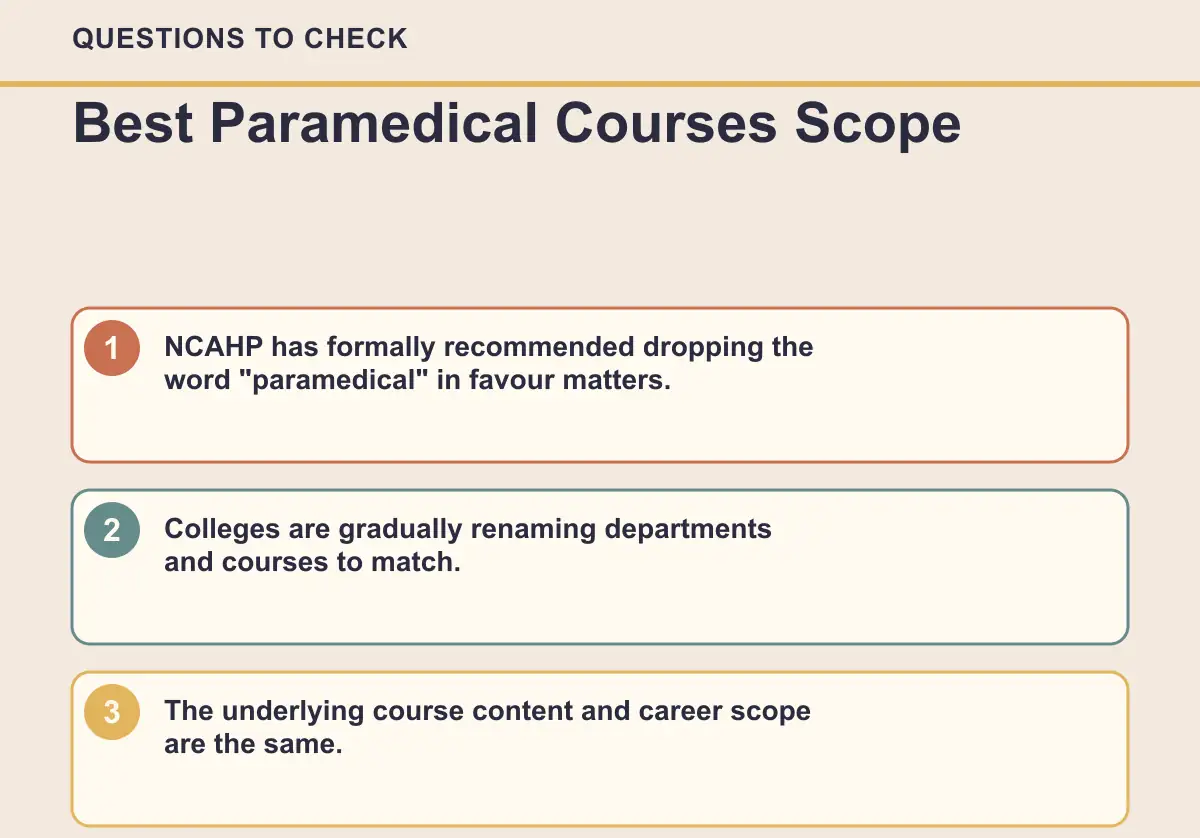 QUESTIONS TO CHECK
Best Paramedical Courses Scope
1
NCAHP has formally recommended dropping the
word "paramedical" in favour matters.
2
Colleges are gradually renaming departments
and courses to match.
3
The underlying course content and career scope
are the same.